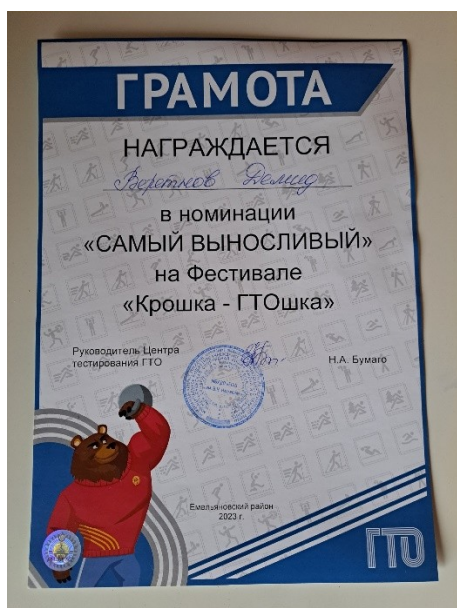 ГРАМОТА
НАГРАЖДАЕТСЯ
Демид
в номинации
«САМЫЙ ВЫНОСЛИВЫЙ»
на Фестивале
«Крошка - ГТОшка»
Руководитель Центра
тестирования ГТО
Н.А. Бумаго
Емельяновский район
2023 г.
ГТО